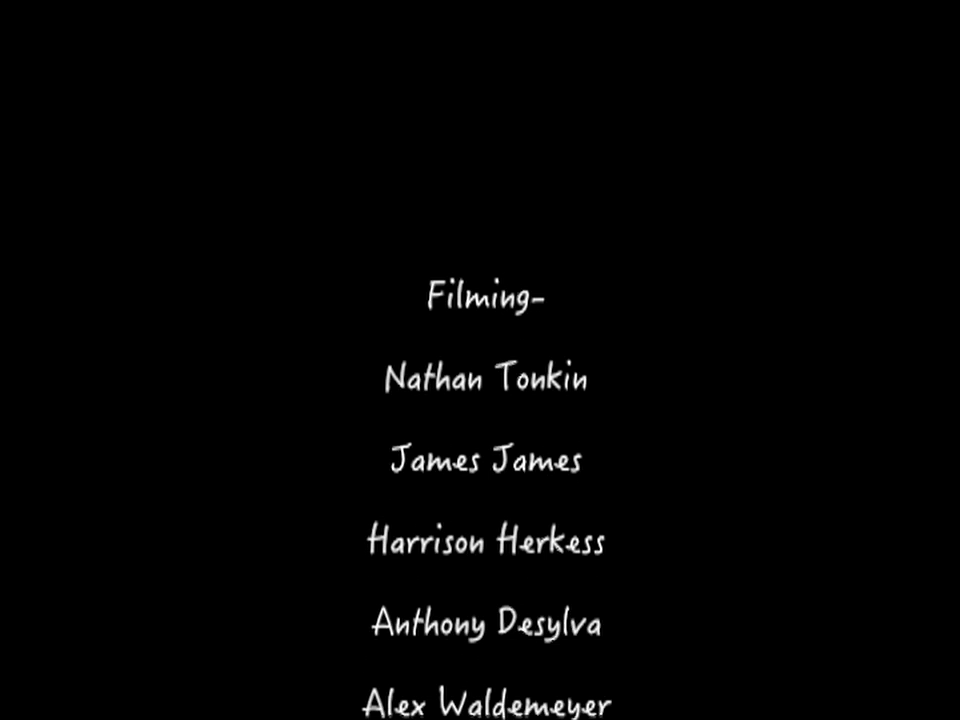 Filming-
Nathan Tonkin
James James
Harrison Herkess
Anthony Desylva
Alex Waldemeyer